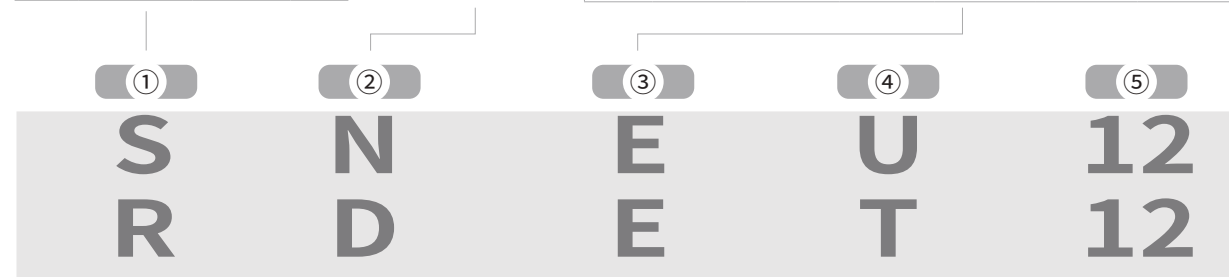 ① ② ③ ④ ⑤
S N E U 12
R D E T 12